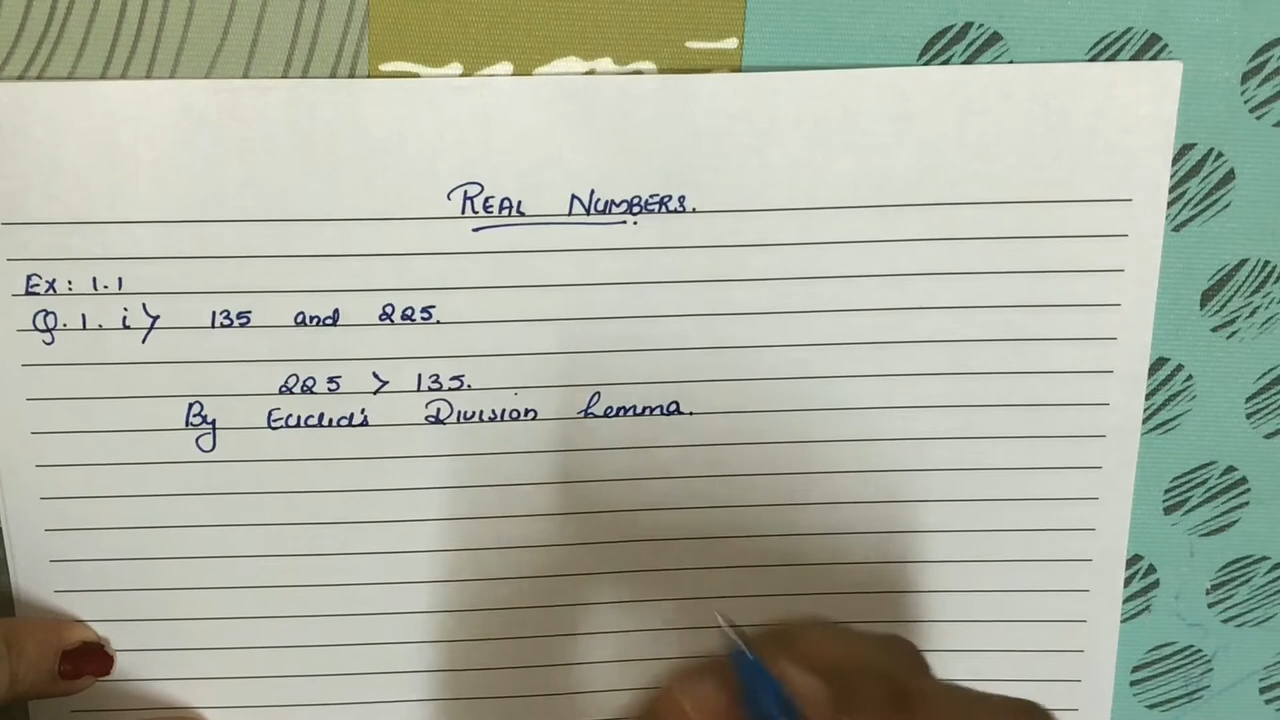 REAL NUMBERS.
Ex: 1.1
Q.1. i> 135 and 225.
225 > 135.
By Euclid's Division Lemma.